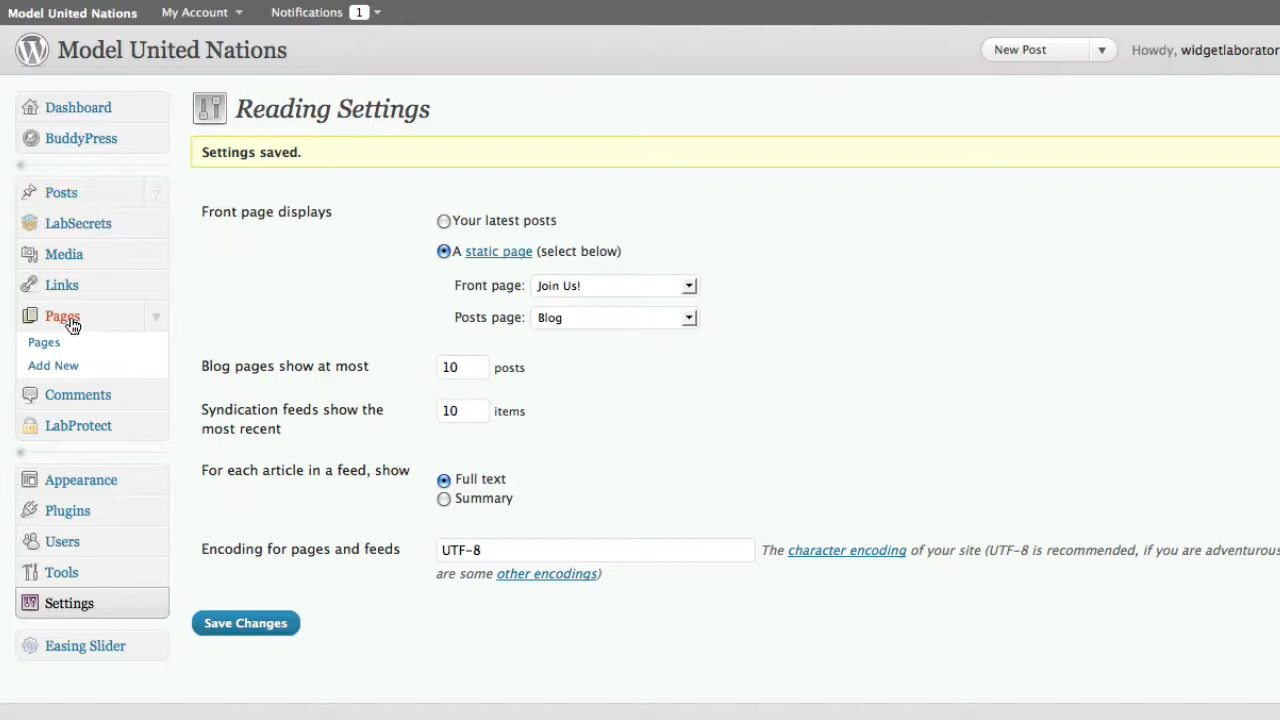 Model United Nations My Account Notifications 1
Model United Nations New Post Howdy, widgetlaborator
Dashboard
BuddyPress
Posts
LabSecrets
Media
Links
Pages
Pages
Add New
Comments
LabProtect
Appearance
Plugins
Users
Tools
Settings
Easing Slider
Reading Settings
Settings saved.
Front page displays
Your latest posts
A static page (select below)
Front page: Join Us!
Posts page: Blog
Blog pages show at most 10 posts
Syndication feeds show the
most recent
10 items
For each article in a feed, show
Full text
Summary
Encoding for pages and feeds UTF-8 The character encoding of your site (UTF-8 is recommended, if you are adventurous
are some other encodings)
Save Changes